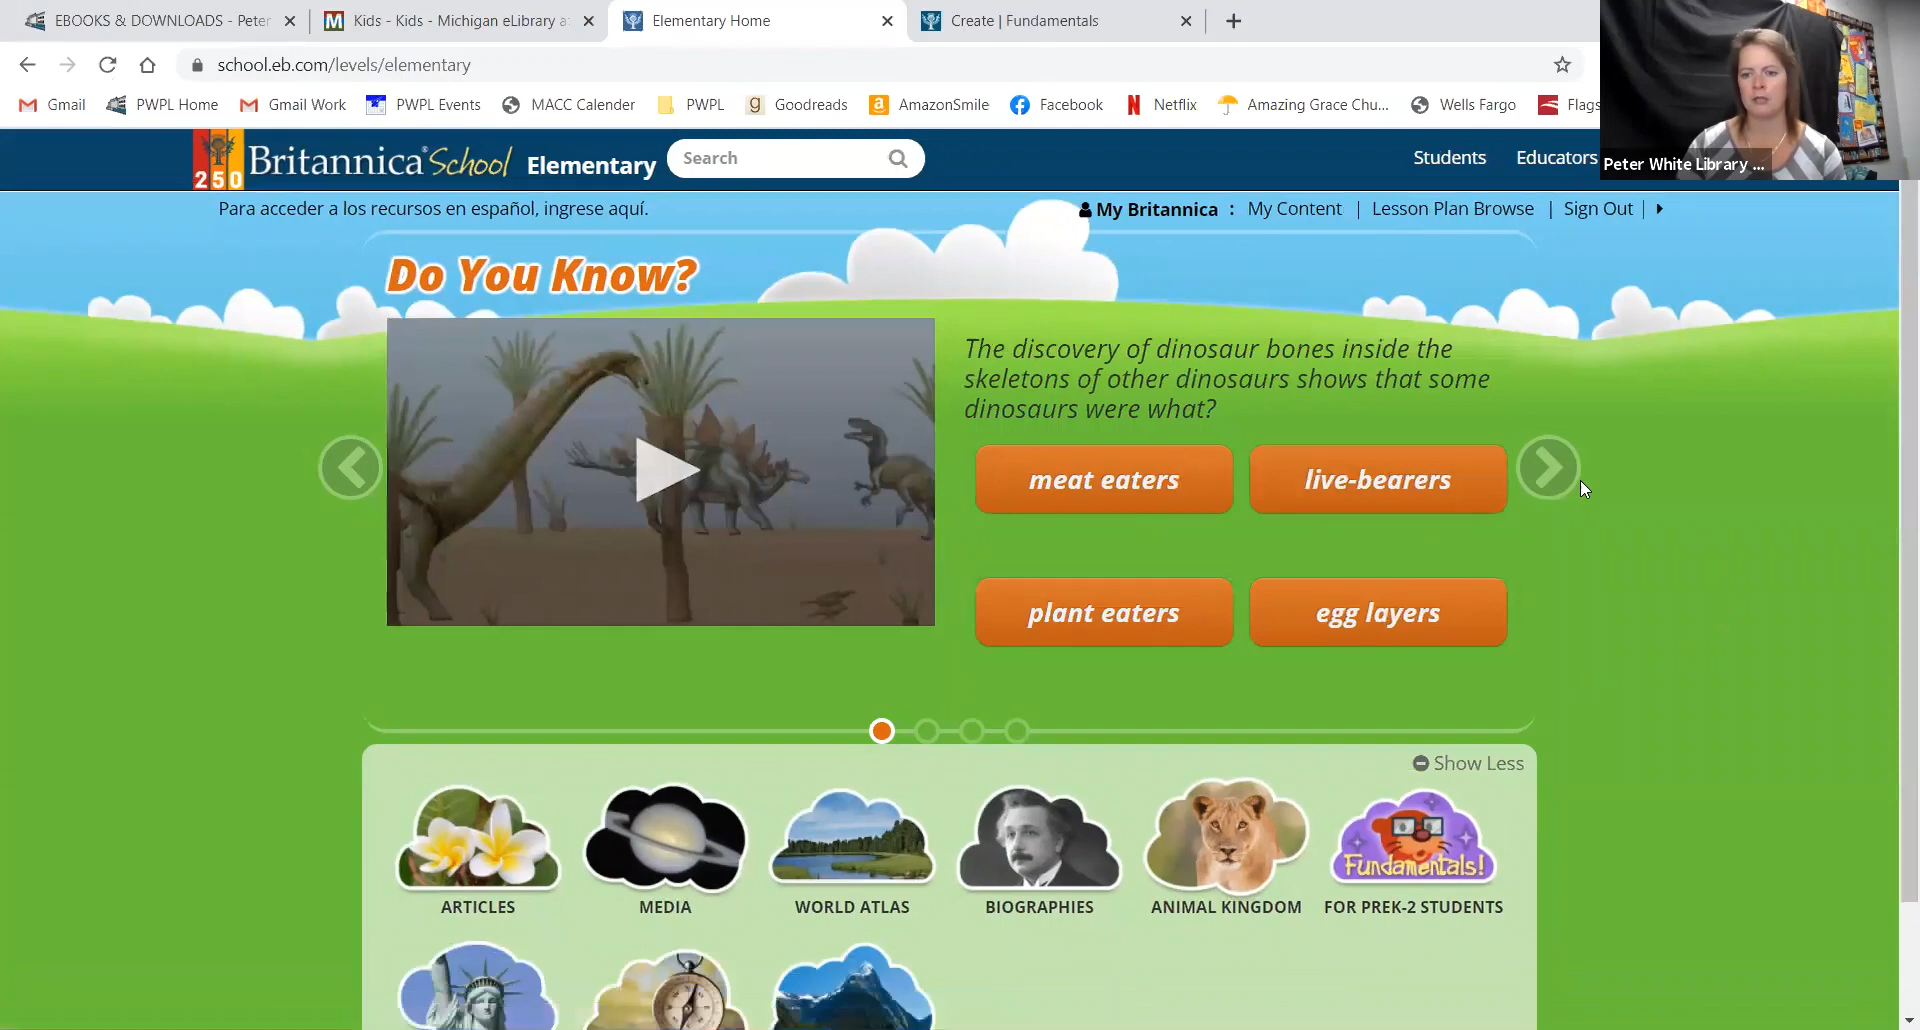 EBOOKS & DOWNLOADS - Peter
Kids - Kids - Michigan eLibrary a
Elementary Home
Create | Fundamentals
school.eb.com/levels/elementary
Gmail
PWPL Home
Gmail Work
PWPL Events
MACC Calender
PWPL
Goodreads
AmazonSmile
Facebook
Netflix
Amazing Grace Chu...
Wells Fargo
Flags
Peter White Library ...
250
Britannica School Elementary
Search
Students
Educators
Para acceder a los recursos en español, ingrese aquí.
My Britannica : My Content | Lesson Plan Browse | Sign Out |
Do You Know?
The discovery of dinosaur bones inside the
skeletons of other dinosaurs shows that some
dinosaurs were what?
meat eaters
live-bearers
plant eaters
egg layers
Show Less
Fundamentals!
ARTICLES
MEDIA
WORLD ATLAS
BIOGRAPHIES
ANIMAL KINGDOM
FOR PREK-2 STUDENTS